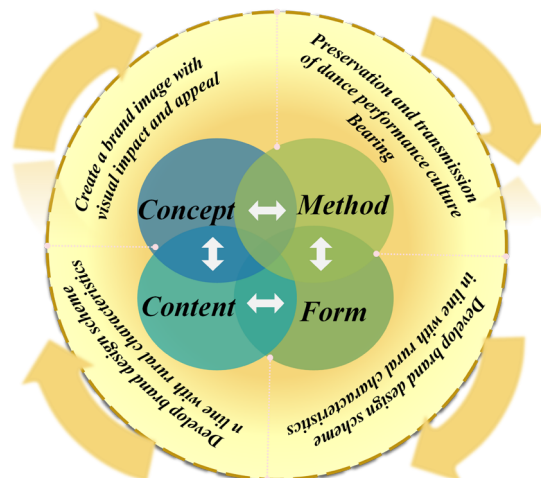 Create a brand image with
visual impact and appeal
Preservation and transmission
of dance performance culture
Bearing
Concept
Method
Content
Form
Develop brand design scheme
n line with rural characteristics
Develop brand design scheme
in line with rural characteristics